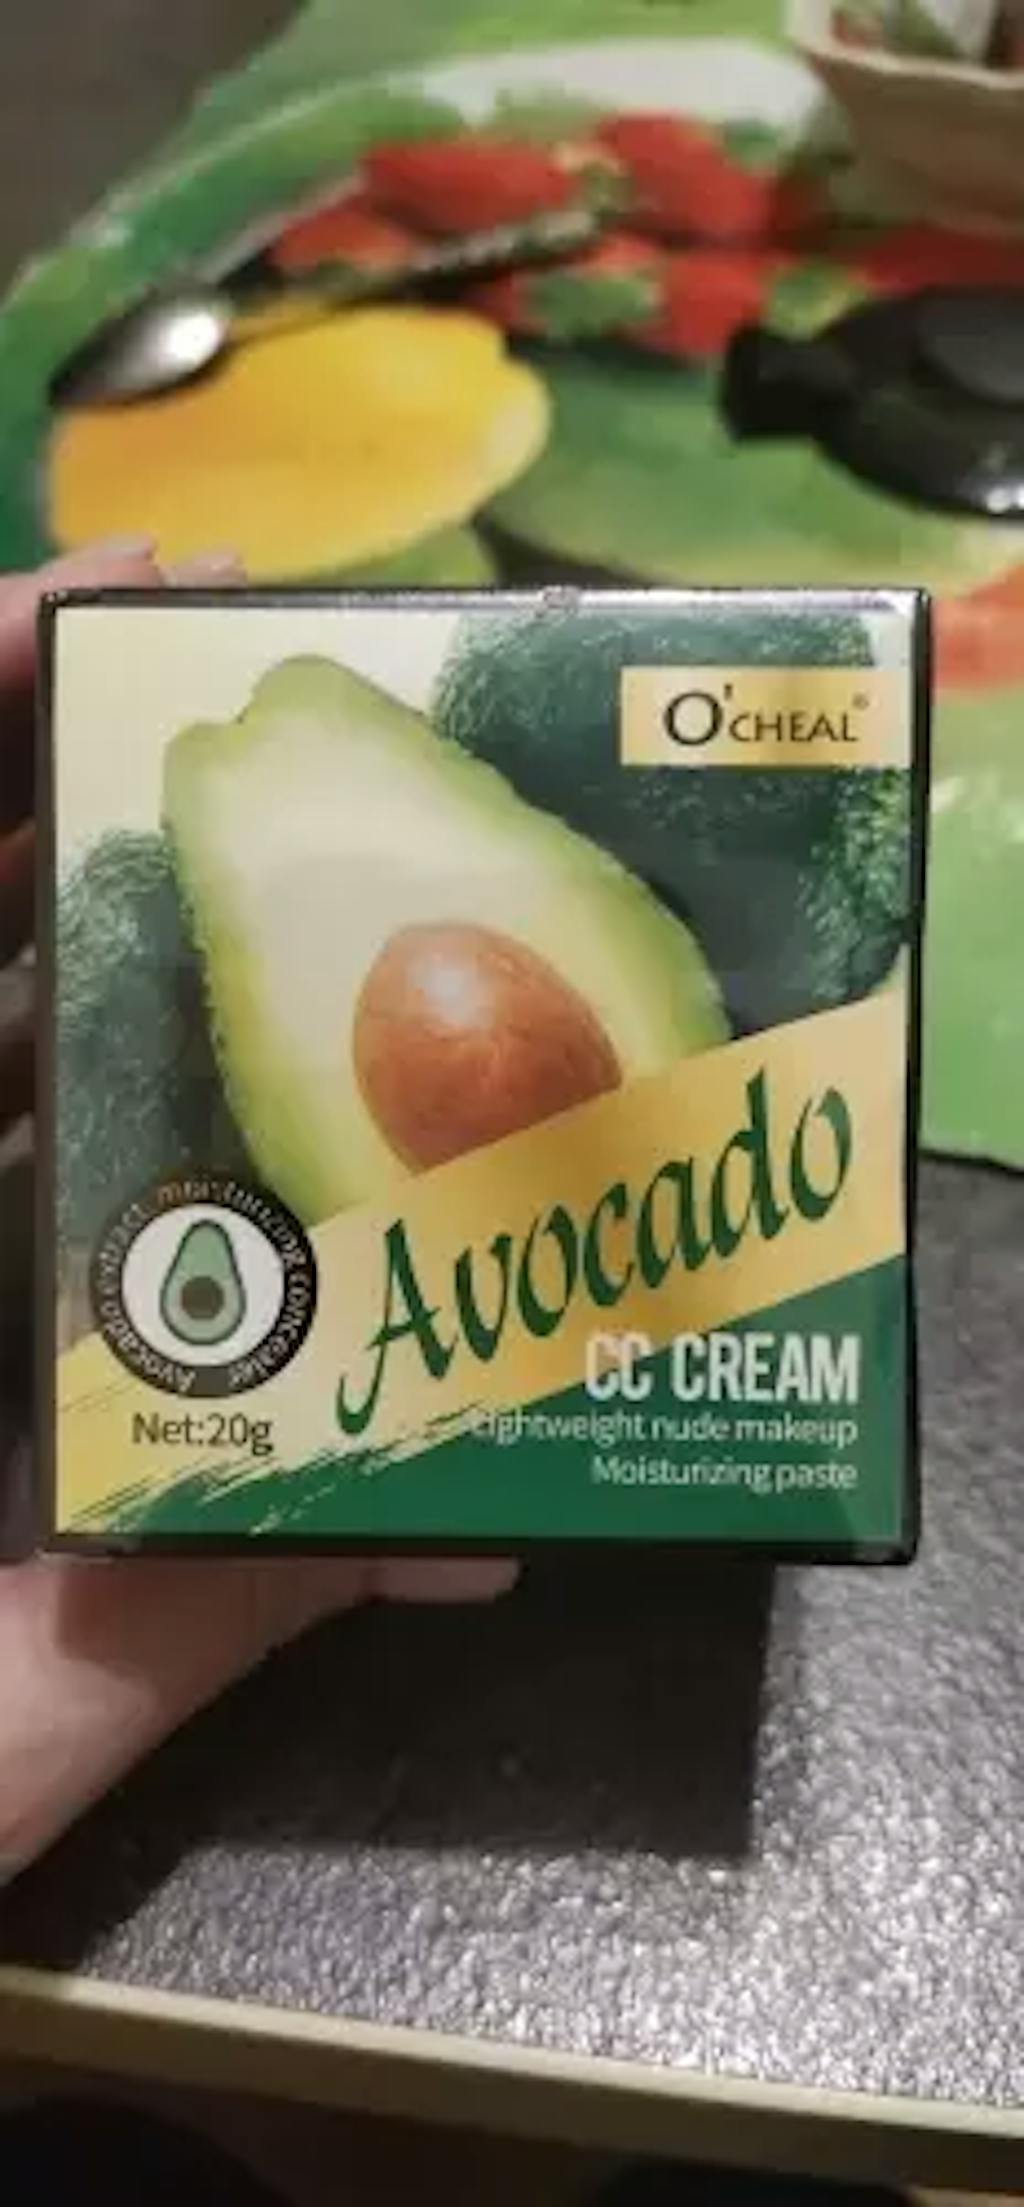 O'CHEAL®
Avocado
CC CREAM
Lightweight nude makeup
Moisturizing paste
Avocado extract moisturizing concealer
Net:20g